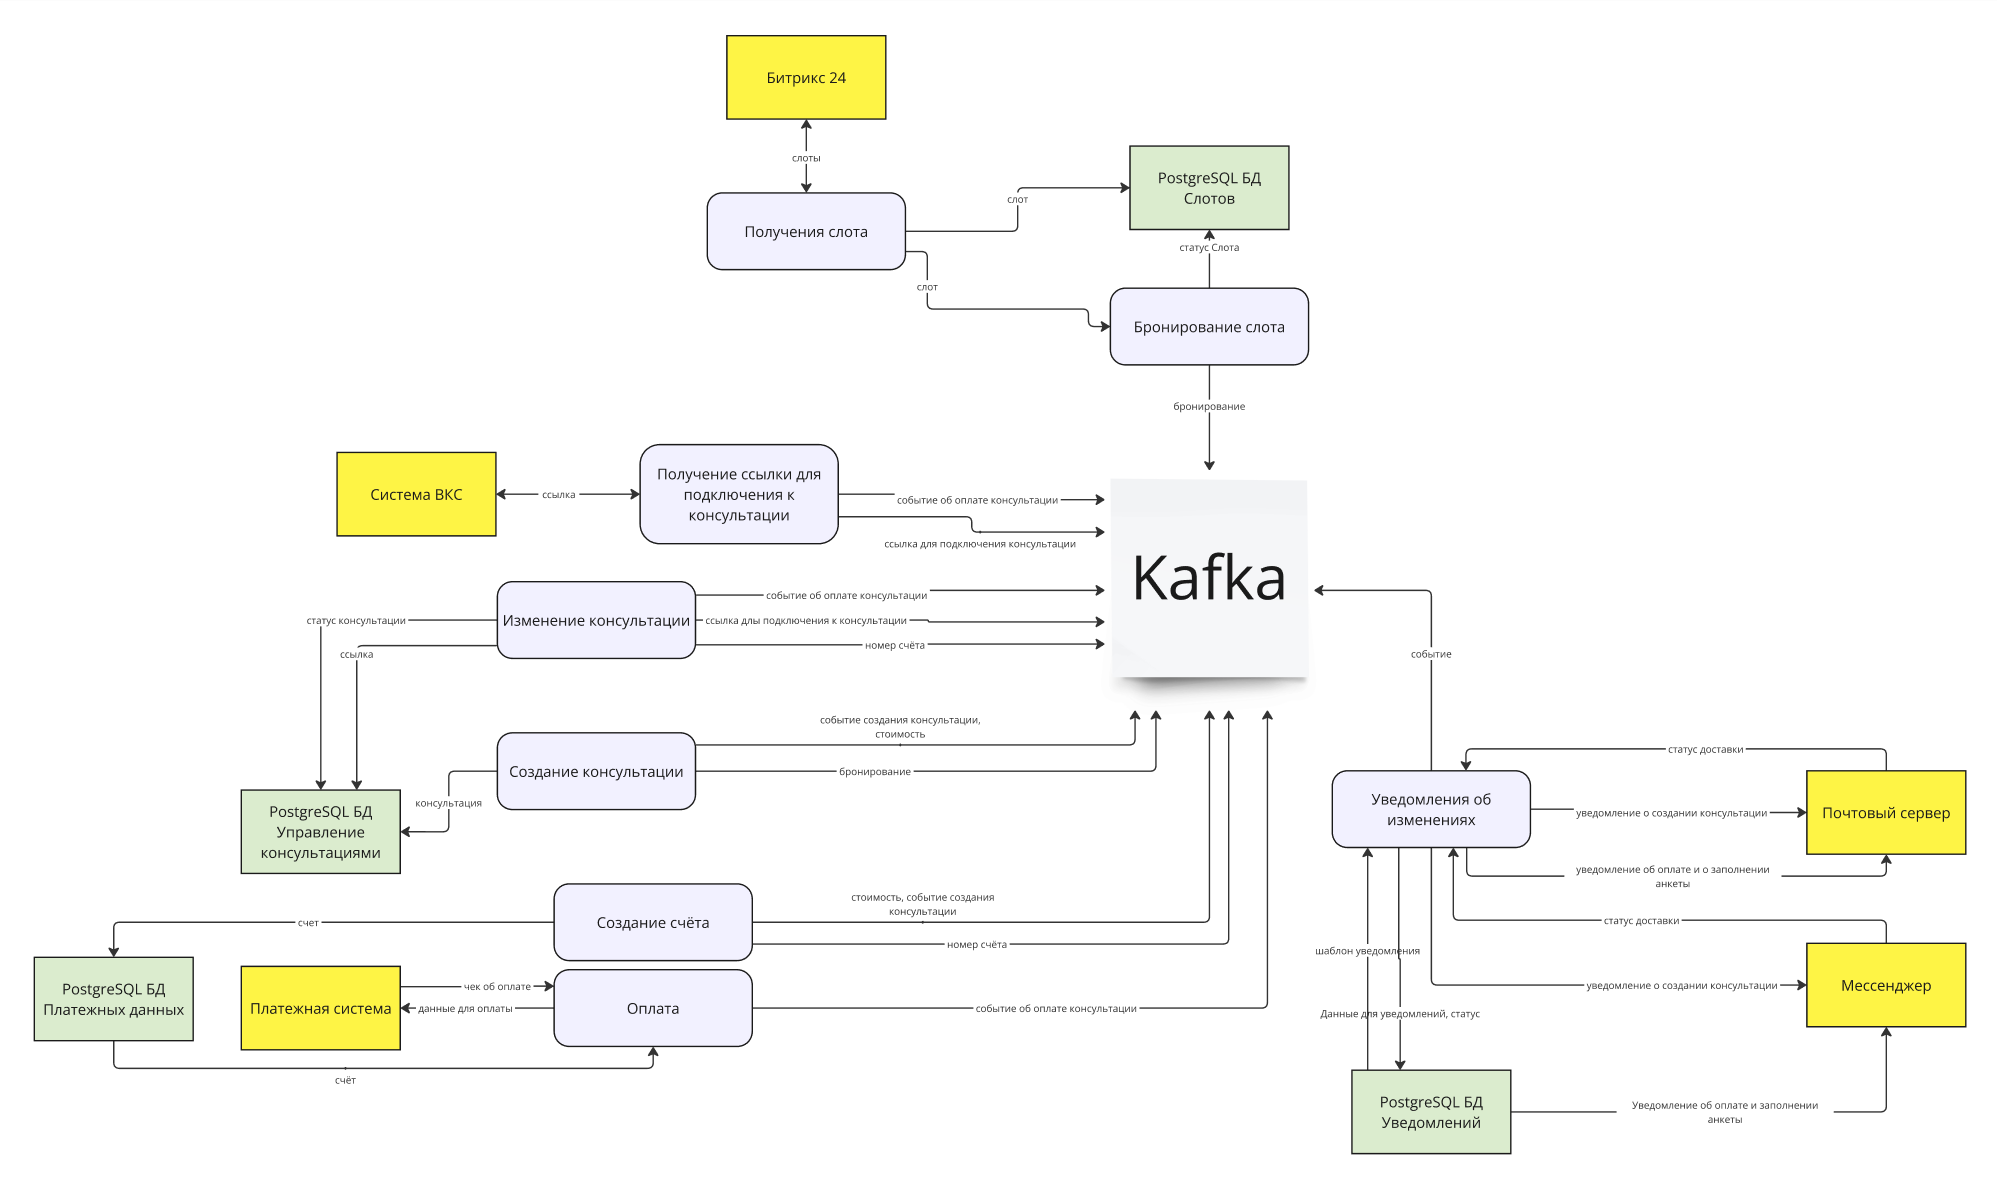 Битрикс 24
слоты
PostgreSQL БД
Слотов
слот
Получения слота
статус Слота
слот
Бронирование слота
бронирование
Система ВКС
ссылка
Получение ссылки для
подключения к
консультации
событие об оплате консультации
ссылка для подключения консультации
Kafka
Изменение консультации
событие об оплате консультации
ссылка длы подключения к консультации
номер счёта
статус консультации
ссылка
событие
событие создания консультации,
стоимость
Создание консультации
бронирование
консультация
PostgreSQL БД
Управление
консультациями
статус доставки
Уведомления об
изменениях
уведомление о создании консультации
Почтовый сервер
уведомление об оплате и о заполнении
анкеты
стоимость, событие создания
консультации
Создание счёта
счет
номер счёта
статус доставки
шаблон уведомления
PostgreSQL БД
Платежных данных
Платежная система
чек об оплате
данные для оплаты
Оплата
событие об оплате консультации
уведомление о создании консультации
Мессенджер
Данные для уведомлений, статус
счёт
PostgreSQL БД
Уведомлений
Уведомление об оплате и заполнении
анкеты